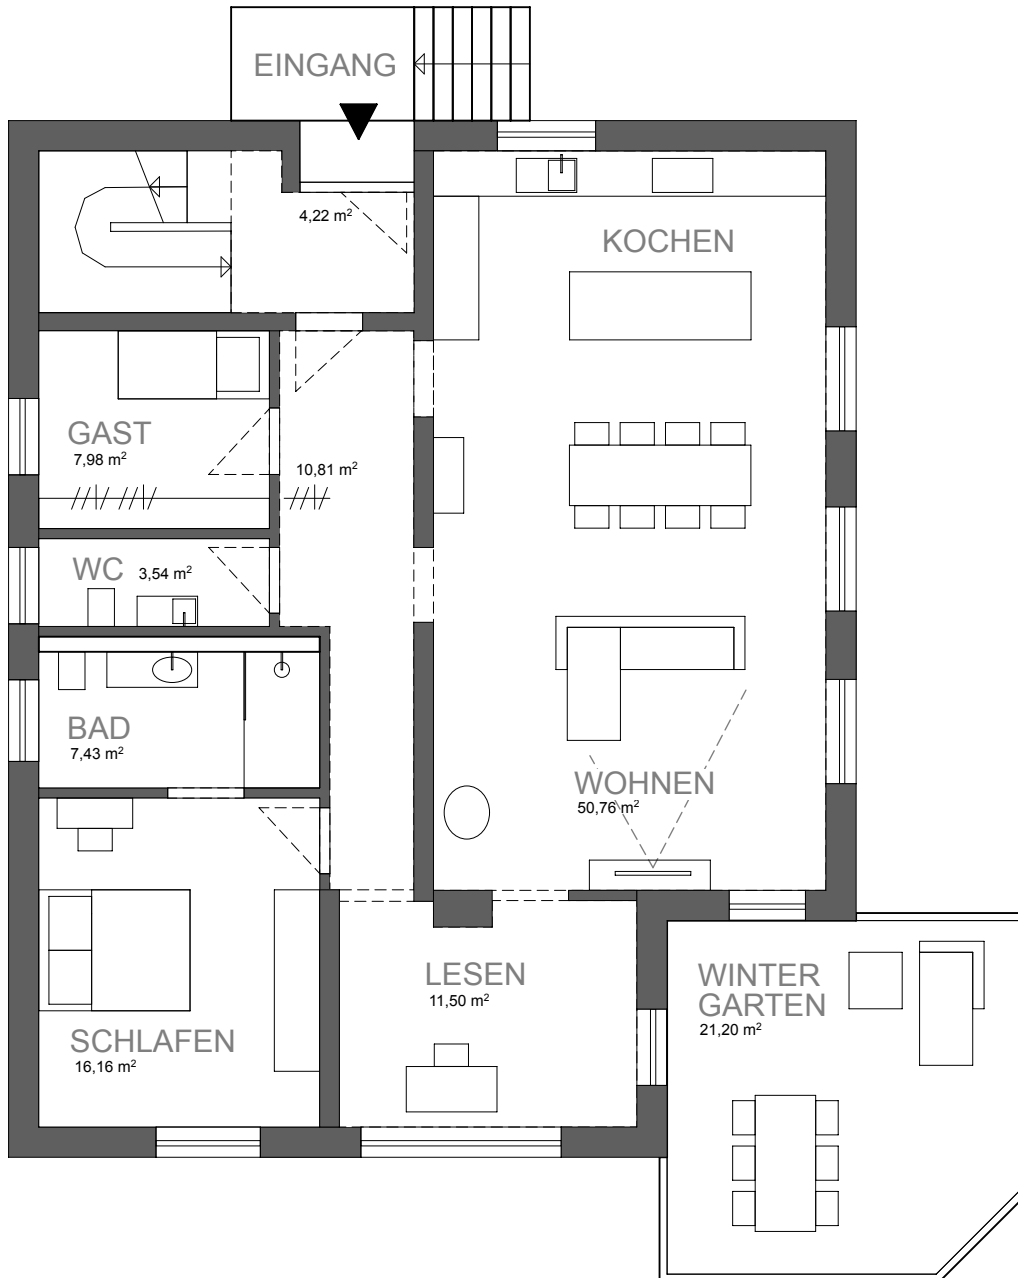 EINGANG
4,22 m²
KOCHEN
GAST
7,98 m²
10,81 m²
WC
3,54 m²
BAD
7,43 m²
WOHNEN
50,76 m²
LESEN
11,50 m²
WINTER
GARTEN
21,20 m²
SCHLAFEN
16,16 m²